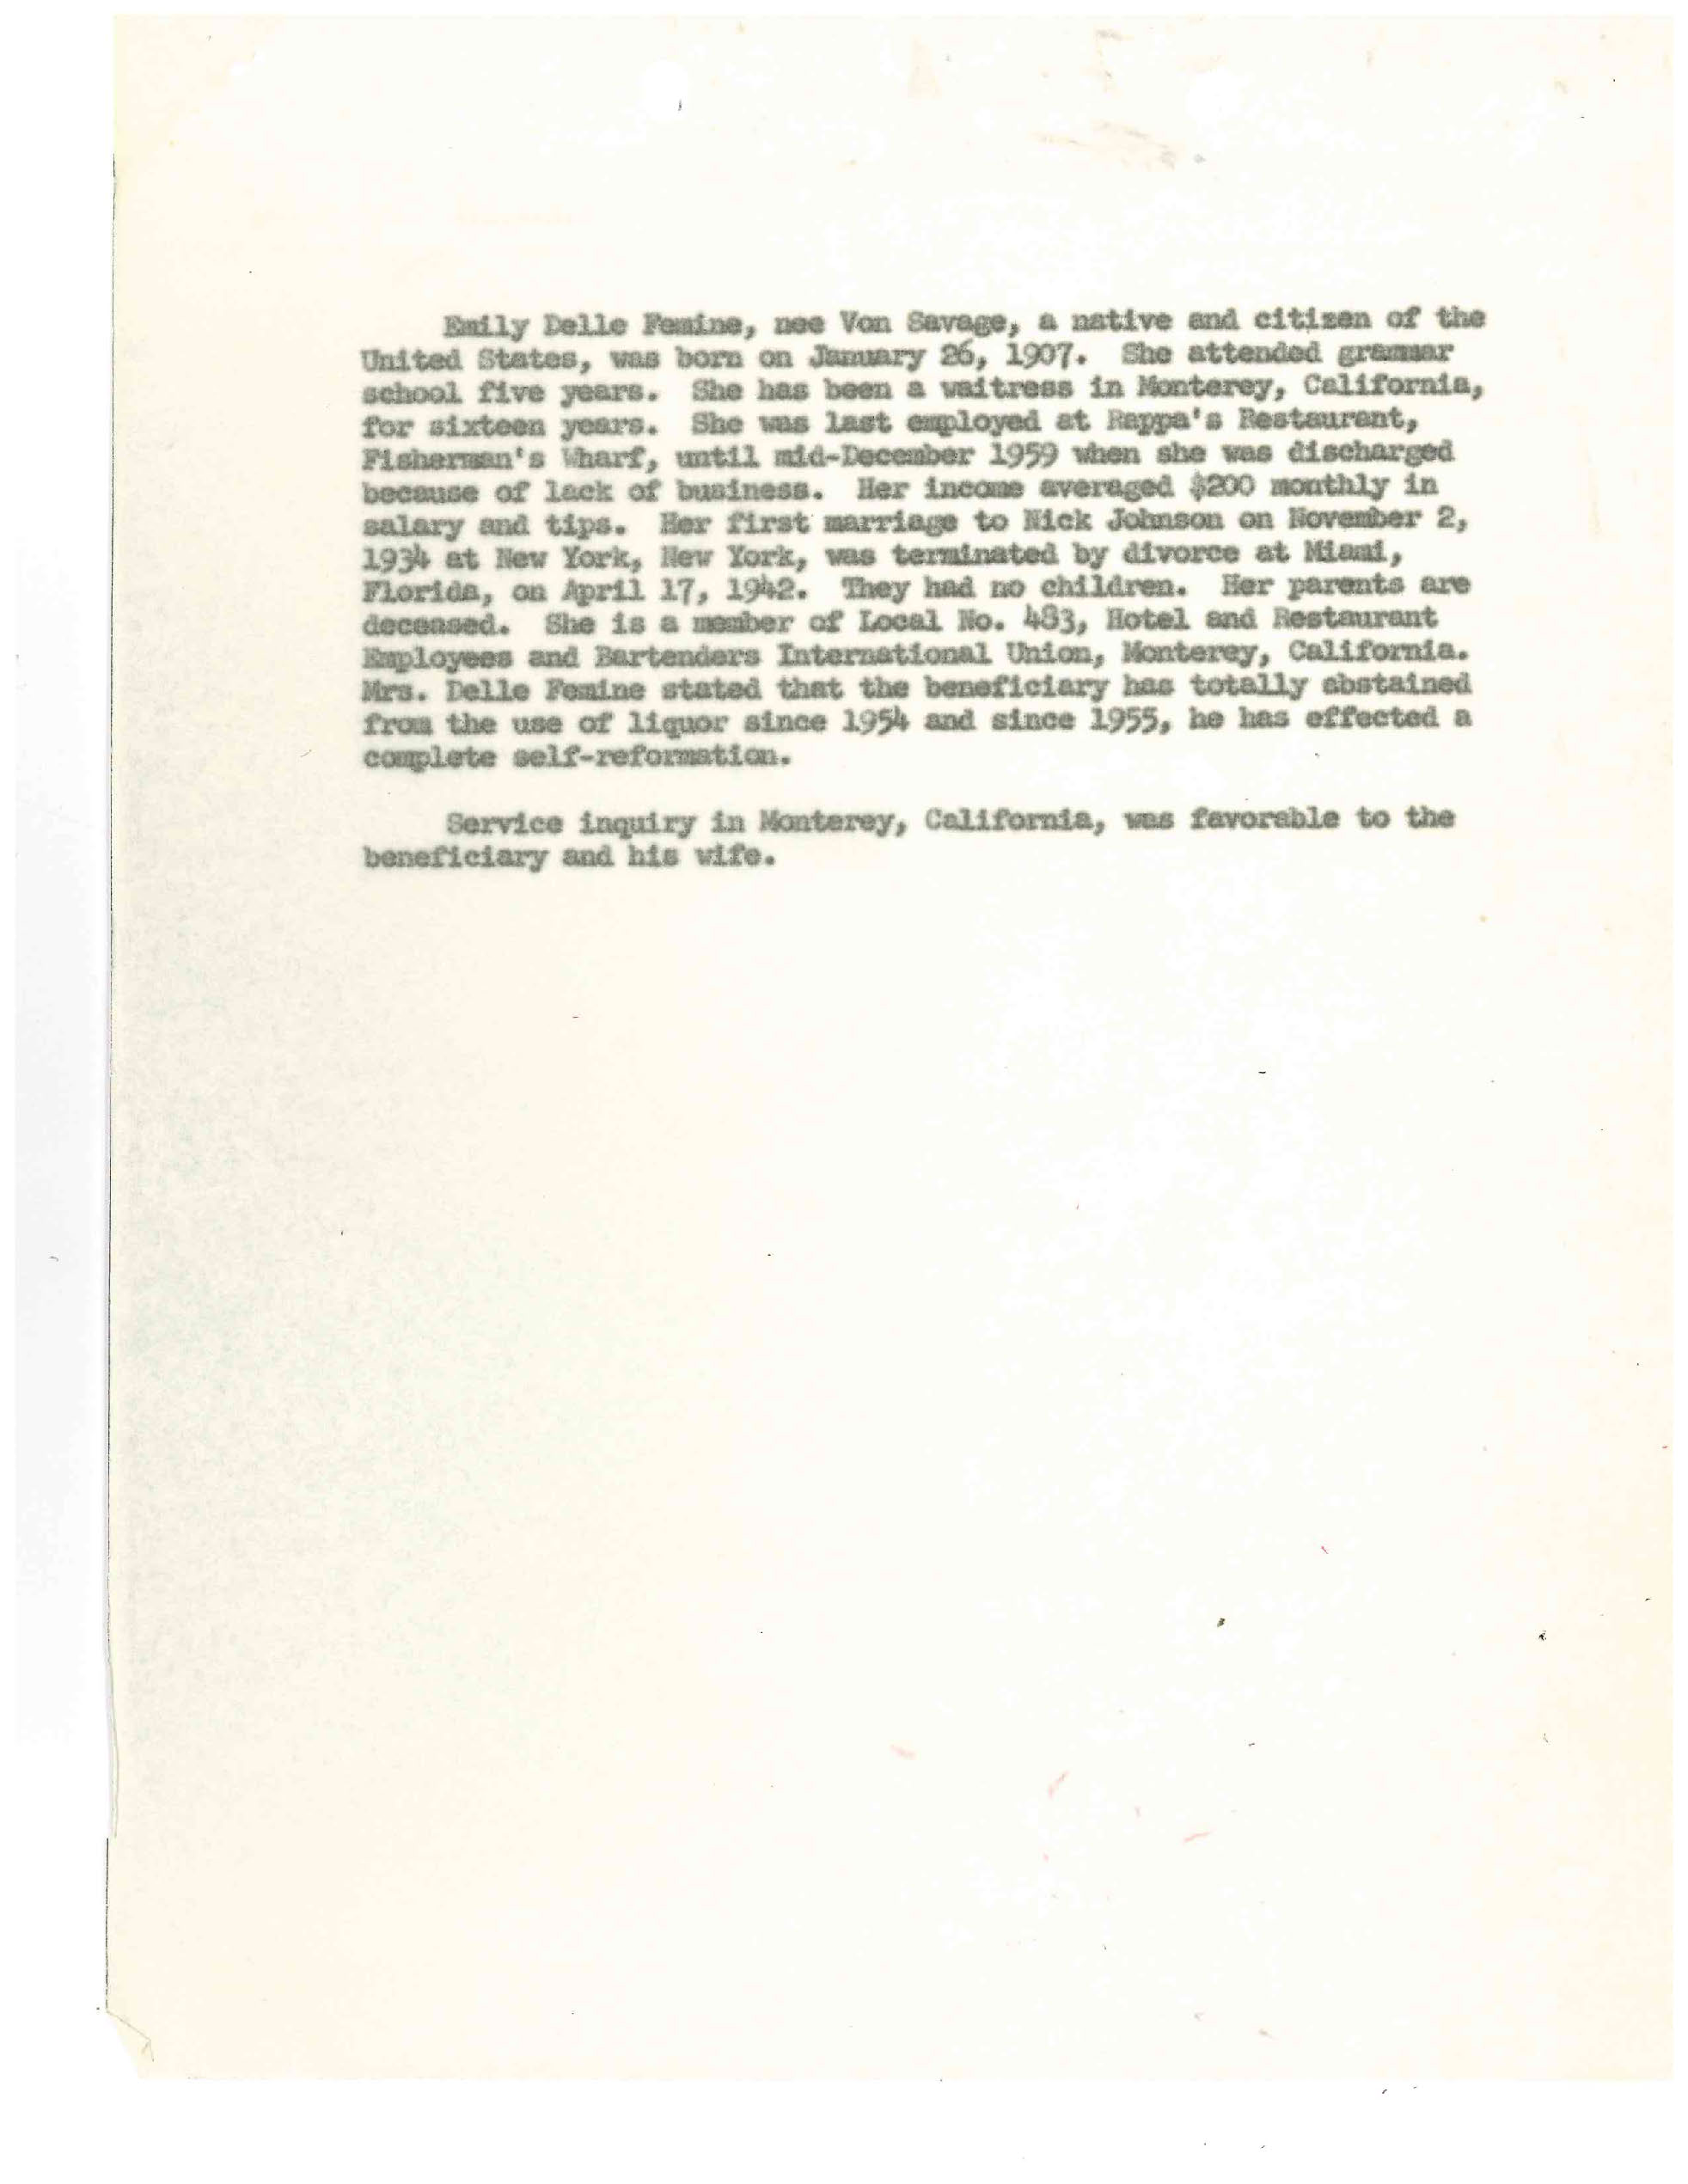 Emily Delle Femine, nee Von Savage, a native and citizen of the
United States, was born on January 26, 1907. She attended grammar
school five years. She has been a waitress in Monterey, California,
for sixteen years. She was last employed at Rappa's Restaurant,
Fisherman's Wharf, until mid-December 1959 when she was discharged
because of lack of business. Her income averaged $200 monthly in
salary and tips. Her first marriage to Nick Johnson on November 2,
1934 at New York, New York, was terminated by divorce at Miami,
Florida, on April 17, 1942. They had no children. Her parents are
deceased. She is a member of Local No. 483, Hotel and Restaurant
Employees and Bartenders International Union, Monterey, California.
Mrs. Delle Femine stated that the beneficiary has totally abstained
from the use of liquor since 1954 and since 1955, he has effected a
complete self-reformation.
Service inquiry in Monterey, California, was favorable to the
beneficiary and his wife.